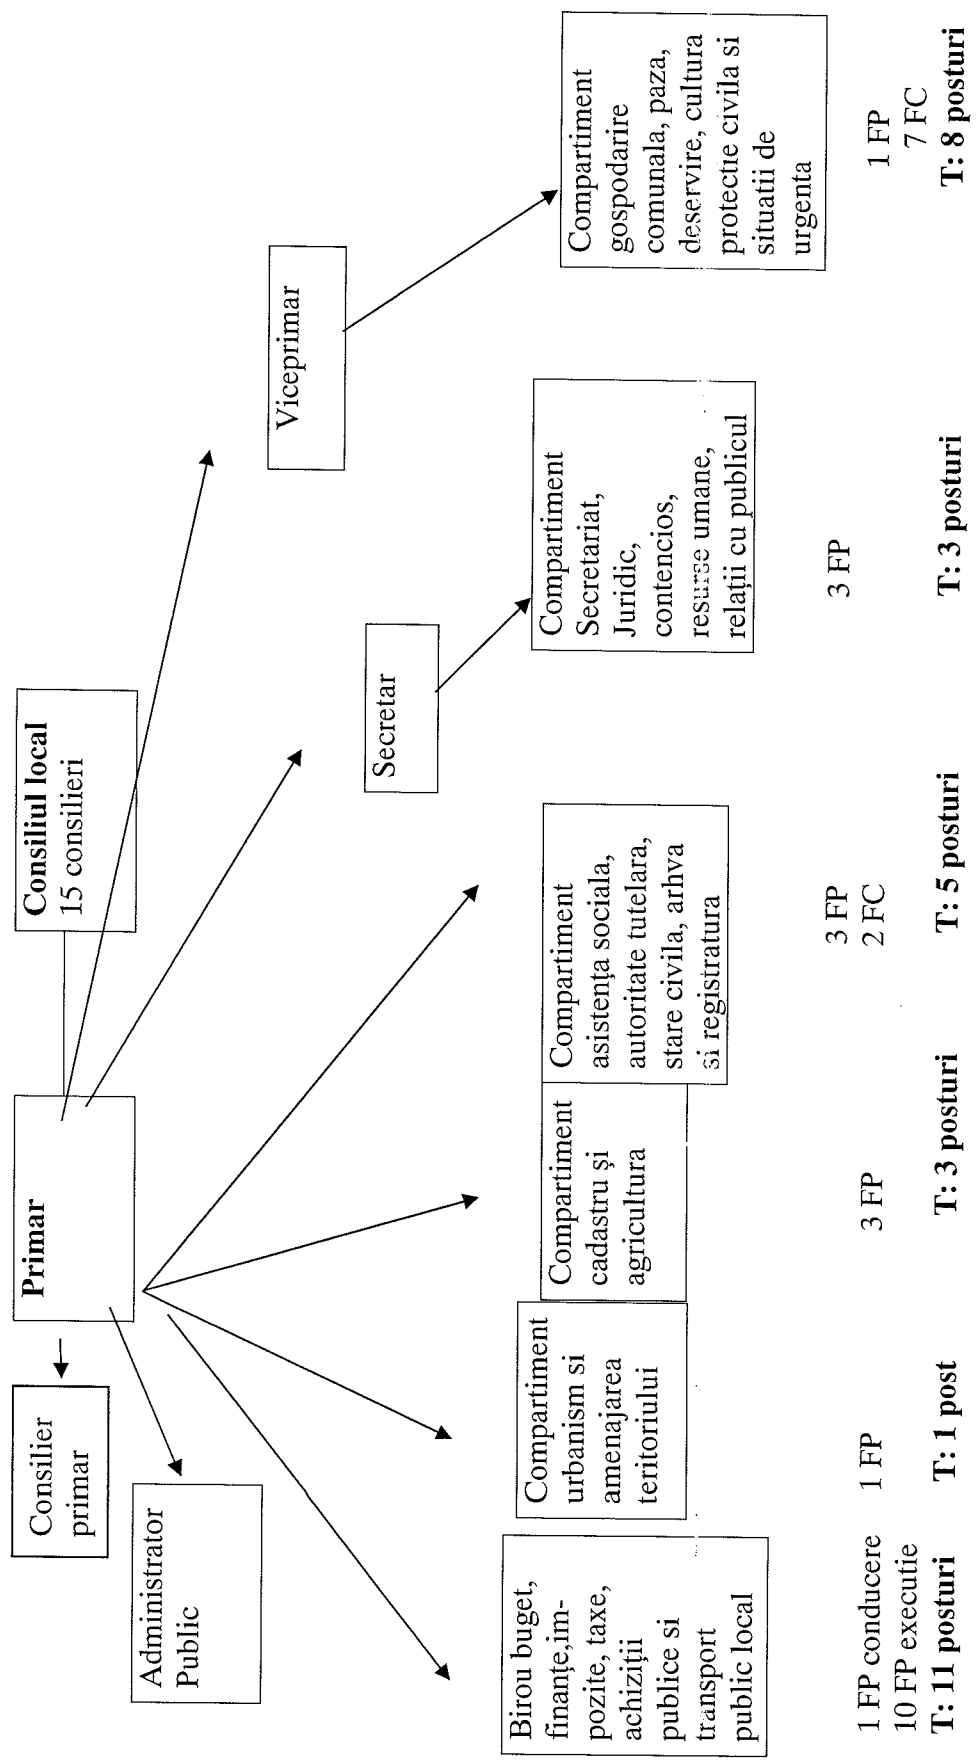 Consilier
primar
Primar
Consiliul local
15 consilieri
Administrator
Public
Viceprimar
Secretar
Birou buget,
finanțe,im-
pozite, taxe,
achiziții
publice si
transport
public local
Compartiment
urbanism si
amenajarea
teritoriului
Compartiment
cadastru și
agricultura
Compartiment
asistența sociala,
autoritate tutelara,
stare civila, arhva
si registratura
Compartiment
Secretariat,
Juridic,
contencios,
resurse umane,
relații cu publicul
Compartiment
gospodarire
comunala, paza,
deservire, cultura
protectie civila si
situatii de
urgenta
1 FP conducere
10 FP executie
T: 11 posturi
1 FP
T: 1 post
3 FP
T: 3 posturi
3 FP
2 FC
T: 5 posturi
3 FP
T: 3 posturi
1 FP
7 FC
T: 8 posturi